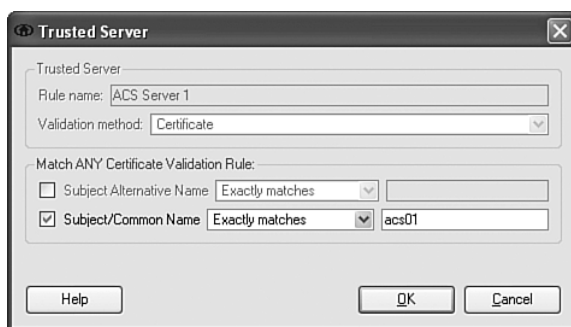 Trusted Server
Trusted Server
Rule name: ACS Server 1
Validation method: Certificate
Match ANY Certificate Validation Rule:
Subject Alternative Name Exactly matches
Subject/Common Name Exactly matches acs01
Help OK Cancel